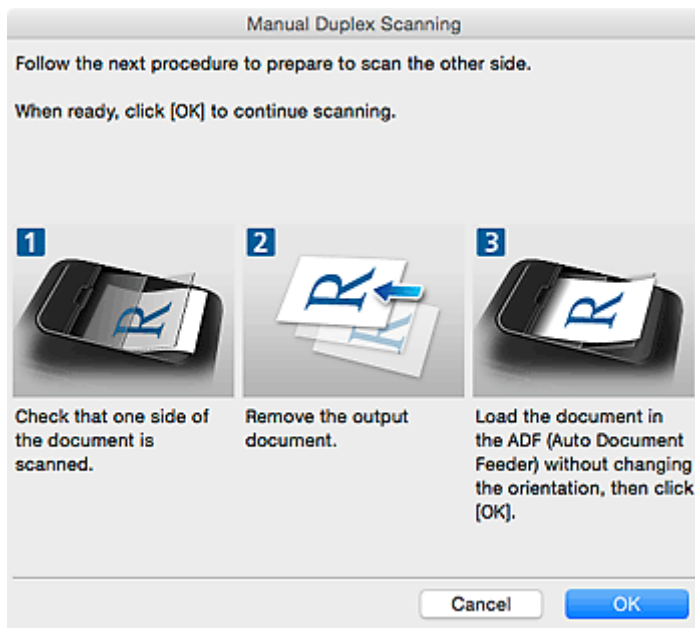 Manual Duplex Scanning
Follow the next procedure to prepare to scan the other side.
When ready, click [OK] to continue scanning.
1
2
3
R
R
R
R
Check that one side of
the document is
scanned.
Remove the output
document.
Load the document in
the ADF (Auto Document
Feeder) without changing
the orientation, then click
[OK].
Cancel
OK